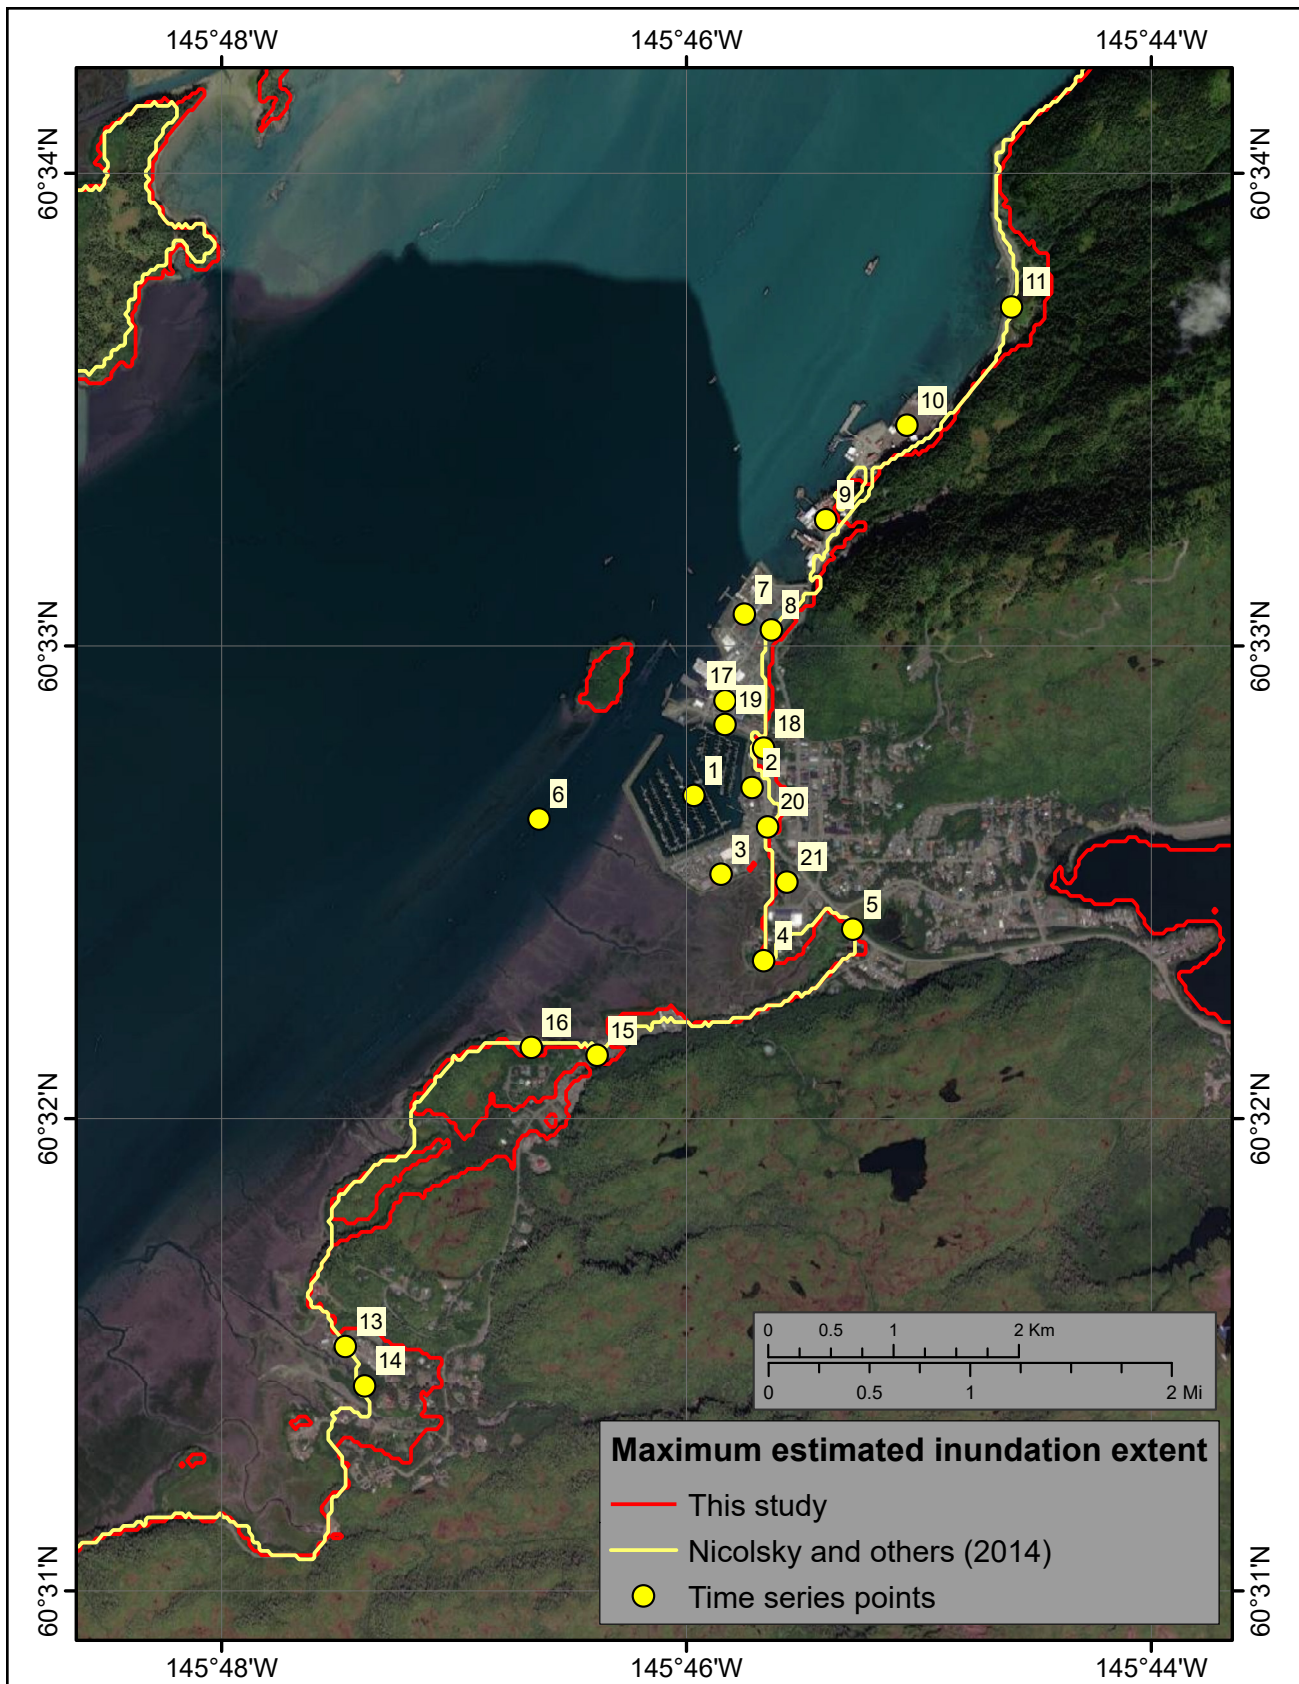 145°48'W 145°46'W 145°44'W
60°34'N 60°34'N
11
10
9
7
8
60°33'N 60°33'N
17
19
18
2
1
6
20
3
21
5
4
16
15
60°32'N 60°32'N
13
14
0 0.5 1 2 Km
0 0.5 1 2 Mi
Maximum estimated inundation extent
This study
Nicolsky and others (2014)
Time series points
60°31'N 60°31'N
145°48'W 145°46'W 145°44'W